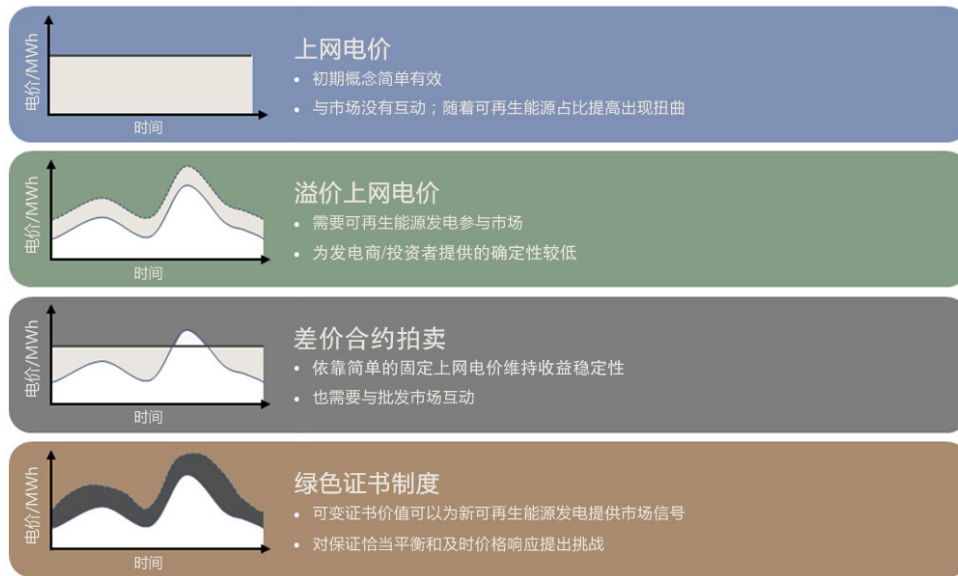 电价/MWh
时间
上网电价
• 初期概念简单有效
• 与市场没有互动；随着可再生能源占比提高出现扭曲
电价/MWh
时间
溢价上网电价
• 需要可再生能源发电参与市场
• 为发电商/投资者提供的确定性较低
电价/MWh
时间
差价合约拍卖
• 依靠简单的固定上网电价维持收益稳定性
• 也需要与批发市场互动
电价/MWh
时间
绿色证书制度
• 可变证书价值可以为新可再生能源发电提供市场信号
• 对保证恰当平衡和及时价格响应提出挑战